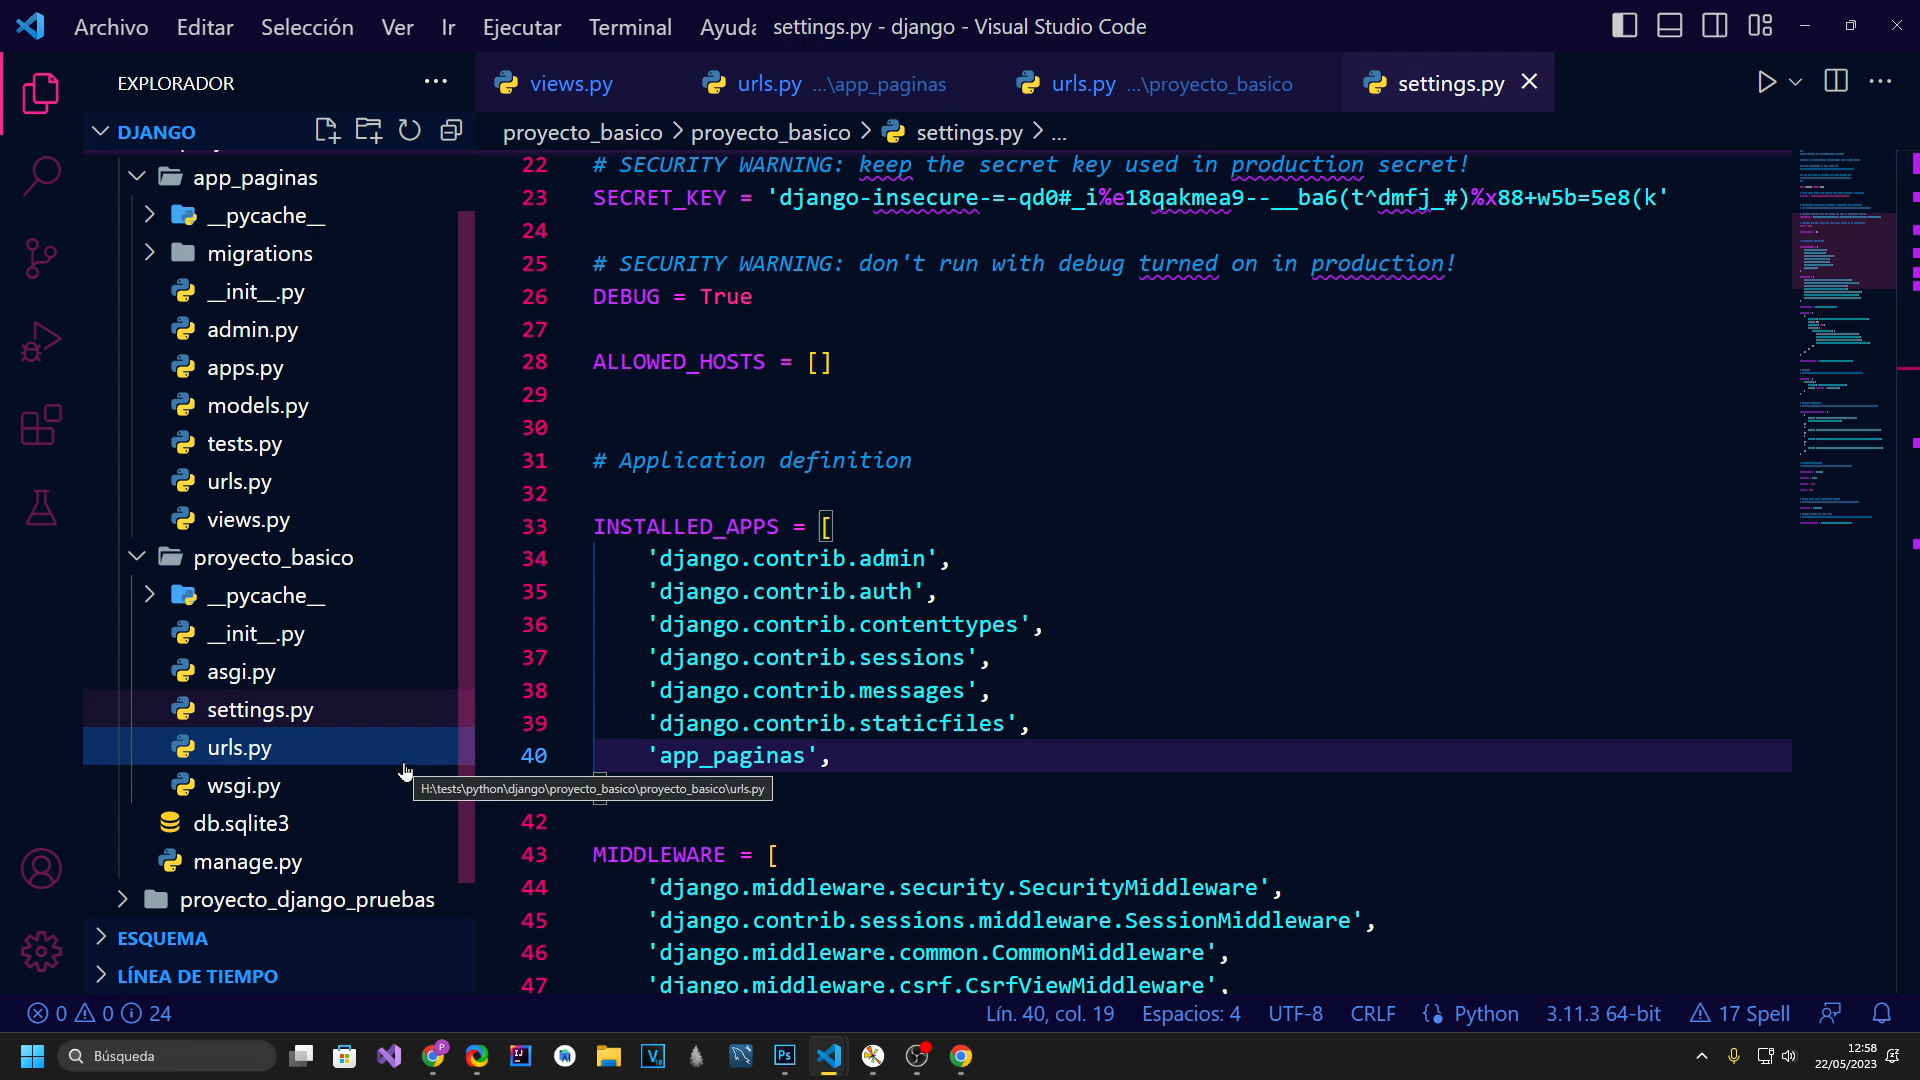 Archivo Editar Selección Ver Ir Ejecutar Terminal settings.py - django - Visual Studio Code
EXPLORADOR
views.py urls.py ...\app_paginas urls.py ...\proyecto_basico settings.py
DJANGO
proyecto_basico > proyecto_basico > settings.py > ...
app_paginas
__pycache__
migrations
__init__.py
admin.py
apps.py
models.py
tests.py
urls.py
views.py
proyecto_basico
__pycache__
__init__.py
asgi.py
settings.py
urls.py
wsgi.py
db.sqlite3
manage.py
proyecto_django_pruebas
ESQUEMA
LÍNEA DE TIEMPO
22 # SECURITY WARNING: keep the secret key used in production secret!
23 SECRET_KEY = 'django-insecure-=-qd0#_i%e18qakmea9--__ba6(t^dmfj_#)%x88+w5b=5e8(k'
24
25 # SECURITY WARNING: don't run with debug turned on in production!
26 DEBUG = True
27
28 ALLOWED_HOSTS = []
29
30
31 # Application definition
32
33 INSTALLED_APPS = [
34 'django.contrib.admin',
35 'django.contrib.auth',
36 'django.contrib.contenttypes',
37 'django.contrib.sessions',
38 'django.contrib.messages',
39 'django.contrib.staticfiles',
40 'app_paginas',
H:\tests\python\django\proyecto_basico\proyecto_basico\urls.py
42
43 MIDDLEWARE = [
44 'django.middleware.security.SecurityMiddleware',
45 'django.contrib.sessions.middleware.SessionMiddleware',
46 'django.middleware.common.CommonMiddleware',
47 'django.middleware.csrf.CsrfViewMiddleware',
0 0 24 Lín. 40, col. 19 Espacios: 4 UTF-8 CRLF Python 3.11.3 64-bit 17 Spell
Búsqueda
12:58
22/05/2023